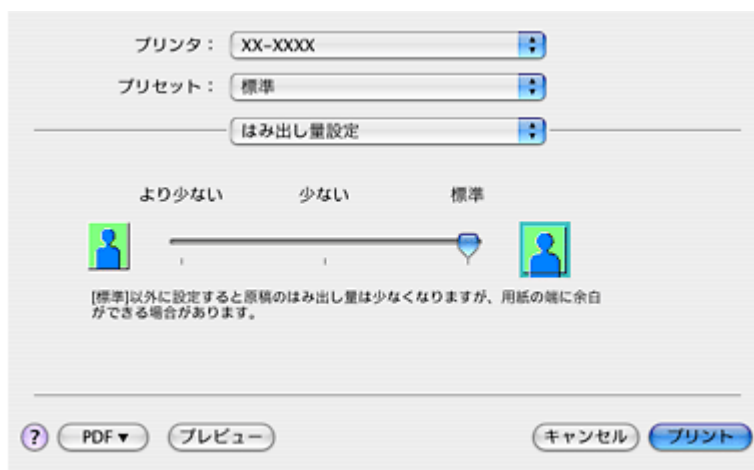 プリンタ： XX-XXXX
プリセット： 標準
はみ出し量設定
より少ない 少ない 標準
[標準]以外に設定すると原稿のはみ出し量は少なくなりますが、用紙の端に余白
ができる場合があります。
? PDF▼ プレビュー キャンセル プリント